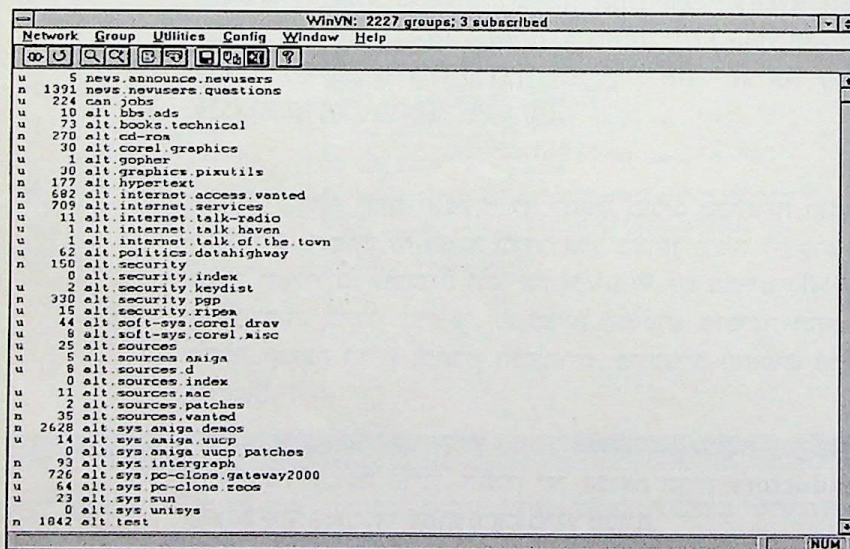 WinVN: 2227 groups; 3 subscribed
Network Group Utilities Config Window Help
u 5 news.announce.newusers
n 1391 news.newusers.questions
u 224 can.jobs
u 10 alt.bbs.ads
u 73 alt.books.technical
n 270 alt.cd-rom
u 30 alt.corel.graphics
u 1 alt.gopher
u 30 alt.graphics.pixutils
n 177 alt.hypertext
n 682 alt.internet.access.wanted
n 709 alt.internet.services
u 11 alt.internet.talk-radio
u 1 alt.internet.talk.haven
u 1 alt.internet.talk.of.the.town
u 62 alt.politics.datahighway
n 150 alt.security
0 alt.security.index
u 2 alt.security.keydist
n 330 alt.security.pgp
u 15 alt.security.ripem
u 44 alt.soft-sys.corel.draw
u 8 alt.soft-sys.corel.misc
u 25 alt.sources
u 5 alt.sources.amiga
u 8 alt.sources.d
0 alt.sources.index
u 11 alt.sources.mac
u 2 alt.sources.patches
n 35 alt.sources.wanted
n 2628 alt.sys.amiga.demos
u 14 alt.sys.amiga.uucp
0 alt.sys.amiga.uucp.patches
n 93 alt.sys.intergraph
n 726 alt.sys.pc-clone.gateway2000
u 64 alt.sys.pc-clone.zeos
u 23 alt.sys.sun
0 alt.sys.unisys
n 1842 alt.test
NUM